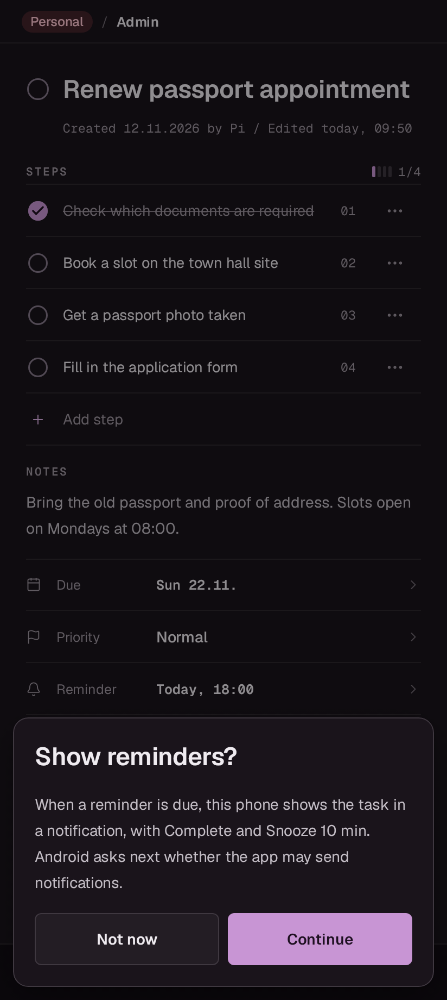 Personal / Admin
Renew passport appointment
Created 12.11.2026 by Pi / Edited today, 09:50
STEPS 1/4
Check which documents are required 01 ···
Book a slot on the town hall site 02 ···
Get a passport photo taken 03 ···
Fill in the application form 04 ···
+ Add step
NOTES
Bring the old passport and proof of address. Slots open
on Mondays at 08:00.
Due Sun 22.11.
Priority Normal
Reminder Today, 18:00
Show reminders?
When a reminder is due, this phone shows the task in
a notification, with Complete and Snooze 10 min.
Android asks next whether the app may send
notifications.
Not now Continue